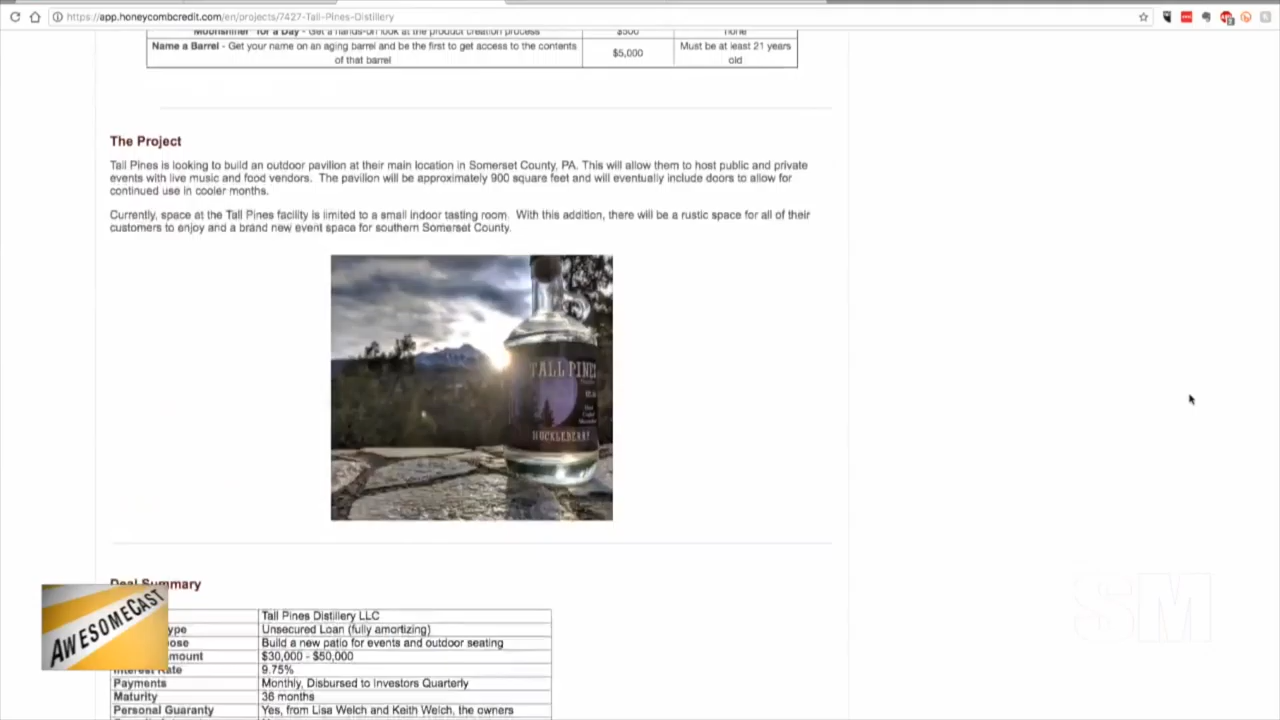 https://app.honeycombcredit.com/en/projects/7427-Tall-Pines-Distillery
Moonshiner for a Day - Get a hands-on look at the product creation process $500 none
Name a Barrel - Get your name on an aging barrel and be the first to get access to the contents of that barrel $5,000 Must be at least 21 years old
The Project
Tall Pines is looking to build an outdoor pavilion at their main location in Somerset County, PA. This will allow them to host public and private
events with live music and food vendors. The pavilion will be approximately 900 square feet and will eventually include doors to allow for
continued use in cooler months.
Currently, space at the Tall Pines facility is limited to a small indoor tasting room. With this addition, there will be a rustic space for all of their
customers to enjoy and a brand new event space for southern Somerset County.
TALL PINE
HUCKLEBERRY
Deal Summary
Tall Pines Distillery LLC
ype Unsecured Loan (fully amortizing)
ose Build a new patio for events and outdoor seating
mount $30,000 - $50,000
Interest Rate 9.75%
Payments Monthly, Disbursed to Investors Quarterly
Maturity 36 months
Personal Guaranty Yes, from Lisa Welch and Keith Welch, the owners
AWESOMECAST
SM